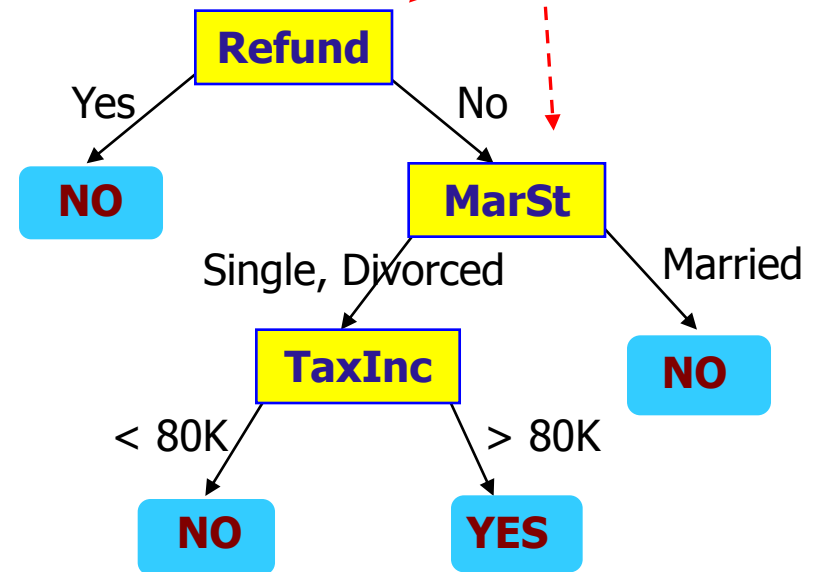 Refund
Yes
No
NO
MarSt
Single, Divorced
Married
TaxInc
NO
< 80K
> 80K
NO
YES